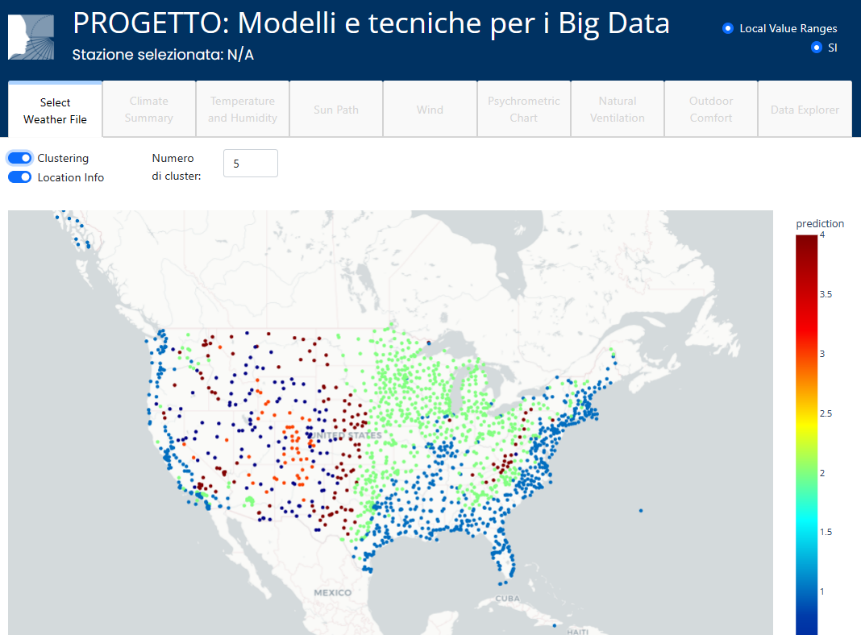 PROGETTO: Modelli e tecniche per i Big Data
Stazione selezionata: N/A
Local Value Ranges
SI
Select
Weather File
Climate
Summary
Temperature
and Humidity
Sun Path
Wind
Psychrometric
Chart
Natural
Ventilation
Outdoor
Comfort
Data Explorer
Clustering
Location Info
Numero
di cluster:
5
prediction
4
3.5
3
2.5
2
1.5
1
UNITED STATES
MEXICO
CUBA
HAITI